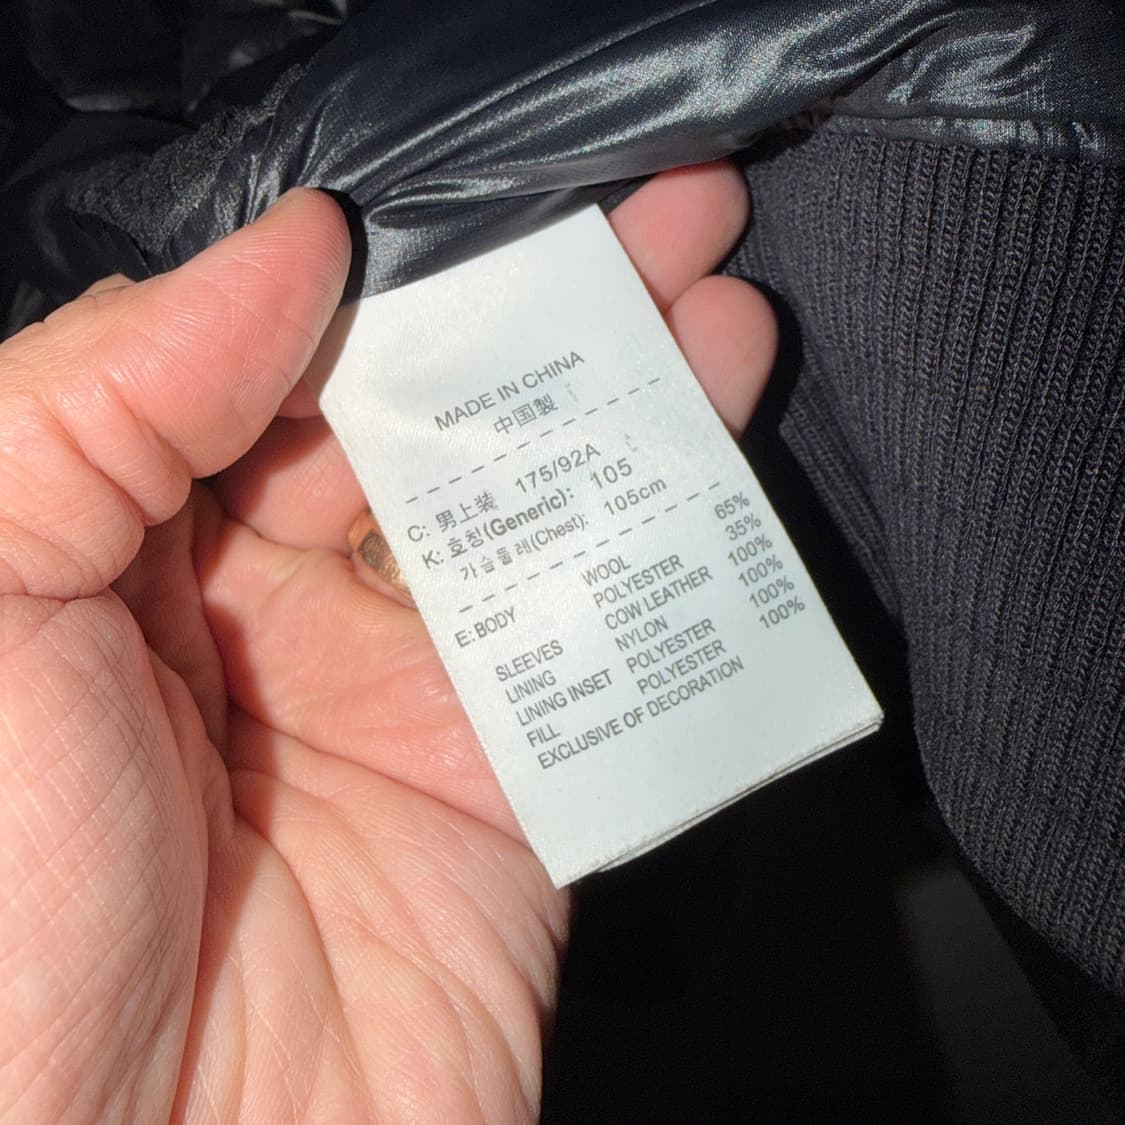 MADE IN CHINA
中国製
C: 男上装 175/92A
K: 호칭(Generic): 105
가슴둘레(Chest): 105cm
E: BODY WOOL 65%
POLYESTER 35%
SLEEVES COW LEATHER 100%
LINING NYLON 100%
LINING INSET POLYESTER 100%
FILL POLYESTER 100%
EXCLUSIVE OF DECORATION